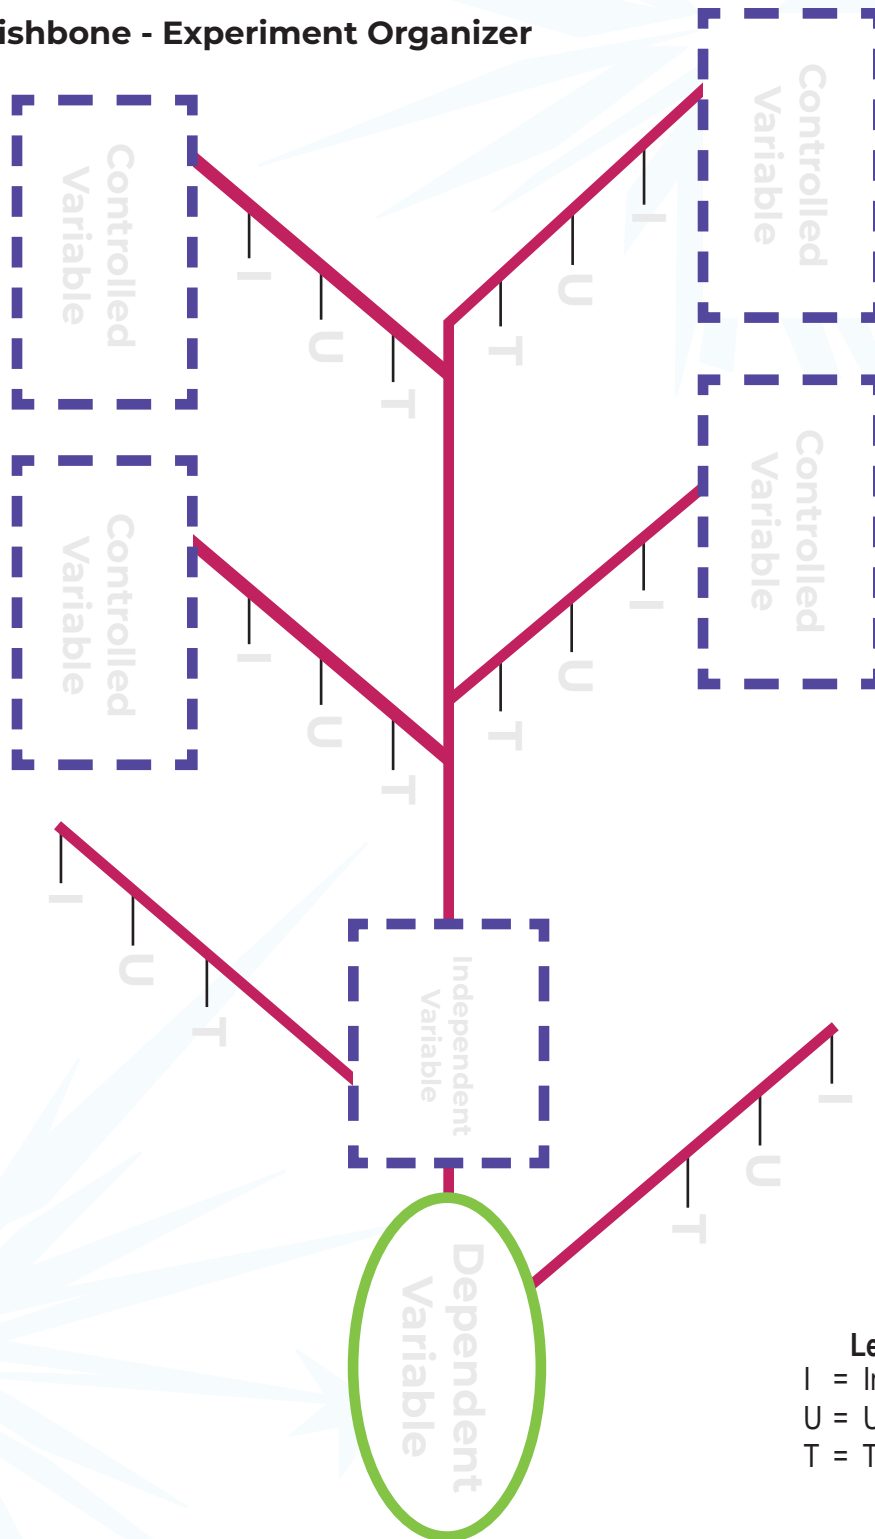 ishbone - Experiment Organizer
Controlled
Variable
I
U
T
Controlled
Variable
I
U
T
Controlled
Variable
I
U
T
Controlled
Variable
I
U
T
I
U
T
Independent
Variable
I
U
T
Dependent
Variable
Le
I = I
U = U
T = T